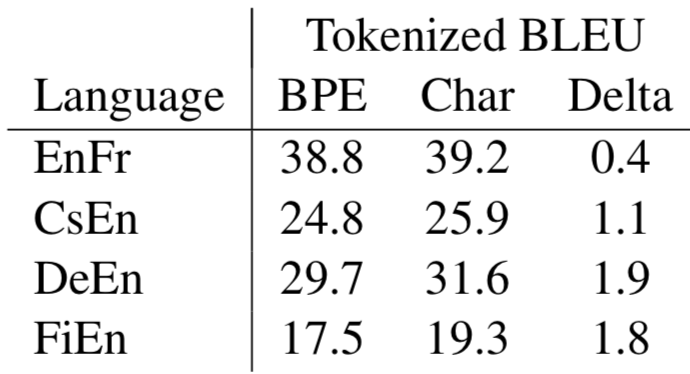 Tokenized BLEU
Language BPE Char Delta
EnFr 38.8 39.2 0.4
CsEn 24.8 25.9 1.1
DeEn 29.7 31.6 1.9
FiEn 17.5 19.3 1.8